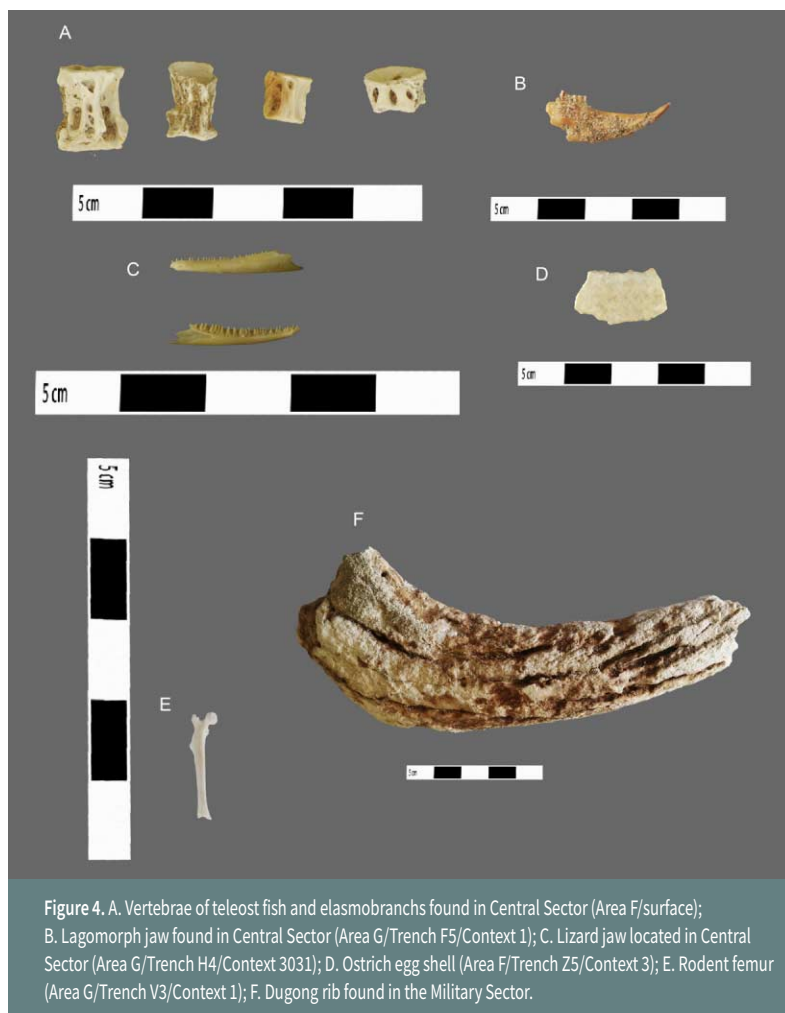 A
B
5 cm
5 cm
C
D
5 cm
5 cm
5 cm
F
E
5cm
Figure 4. A. Vertebrae of teleost fish and elasmobranchs found in Central Sector (Area F/surface);
B. Lagomorph jaw found in Central Sector (Area G/Trench F5/Context 1); C. Lizard jaw located in Central
Sector (Area G/Trench H4/Context 3031); D. Ostrich egg shell (Area F/Trench Z5/Context 3); E. Rodent femur
(Area G/Trench V3/Context 1); F. Dugong rib found in the Military Sector.